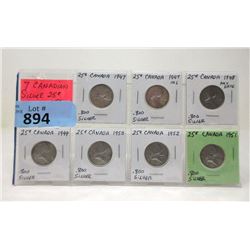 7 CANADIAN
SILVER 25¢
Lot #
894
25¢ CANADA 1947
.800
SILVER
25¢ CANADA 1947
.800
SILVER
25¢ CANADA 1948
.800
SILVER
25¢ CANADA 1949
.800
SILVER
25¢ CANADA 1950
.800
SILVER
25¢ CANADA 1952
.800
SILVER
25¢ CANADA 1951
.800
SILVER